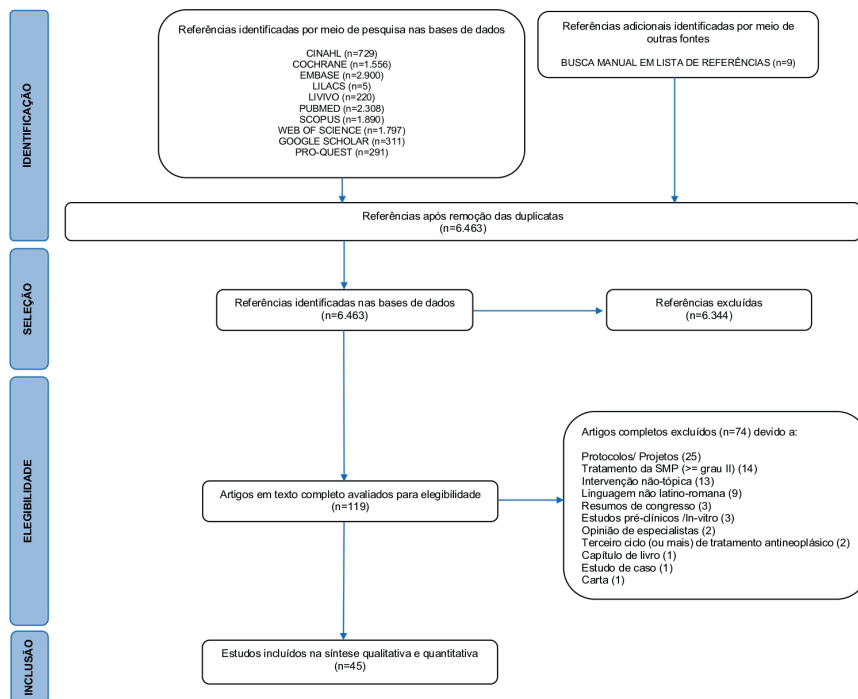 IDENTIFICAÇÃO
Referências identificadas por meio de pesquisa nas bases de dados
CINAHL (n=729)
COCHRANE (n=1.556)
EMBASE (n=2.900)
LILACS (n=5)
LIVIVO (n=220)
PUBMED (n=2.308)
SCOPUS (n=1.890)
WEB OF SCIENCE (n=1.797)
GOOGLE SCHOLAR (n=311)
PRO-QUEST (n=291)
Referências adicionais identificadas por meio de
outras fontes
BUSCA MANUAL EM LISTA DE REFERÊNCIAS (n=9)
Referências após remoção das duplicatas
(n=6.463)
SELEÇÃO
Referências identificadas nas bases de dados
(n=6.463)
Referências excluídas
(n=6.344)
ELEGIBILIDADE
Artigos em texto completo avaliados para elegibilidade
(n=119)
Artigos completos excluídos (n=74) devido a:
Protocolos/ Projetos (25)
Tratamento da SMP (>= grau II) (14)
Intervenção não-tópica (13)
Linguagem não latino-romana (9)
Resumos de congresso (3)
Estudos pré-clínicos /In-vitro (3)
Opinião de especialistas (2)
Terceiro ciclo (ou mais) de tratamento antineoplásico (2)
Capítulo de livro (1)
Estudo de caso (1)
Carta (1)
INCLUSÃO
Estudos incluídos na síntese qualitativa e quantitativa
(n=45)